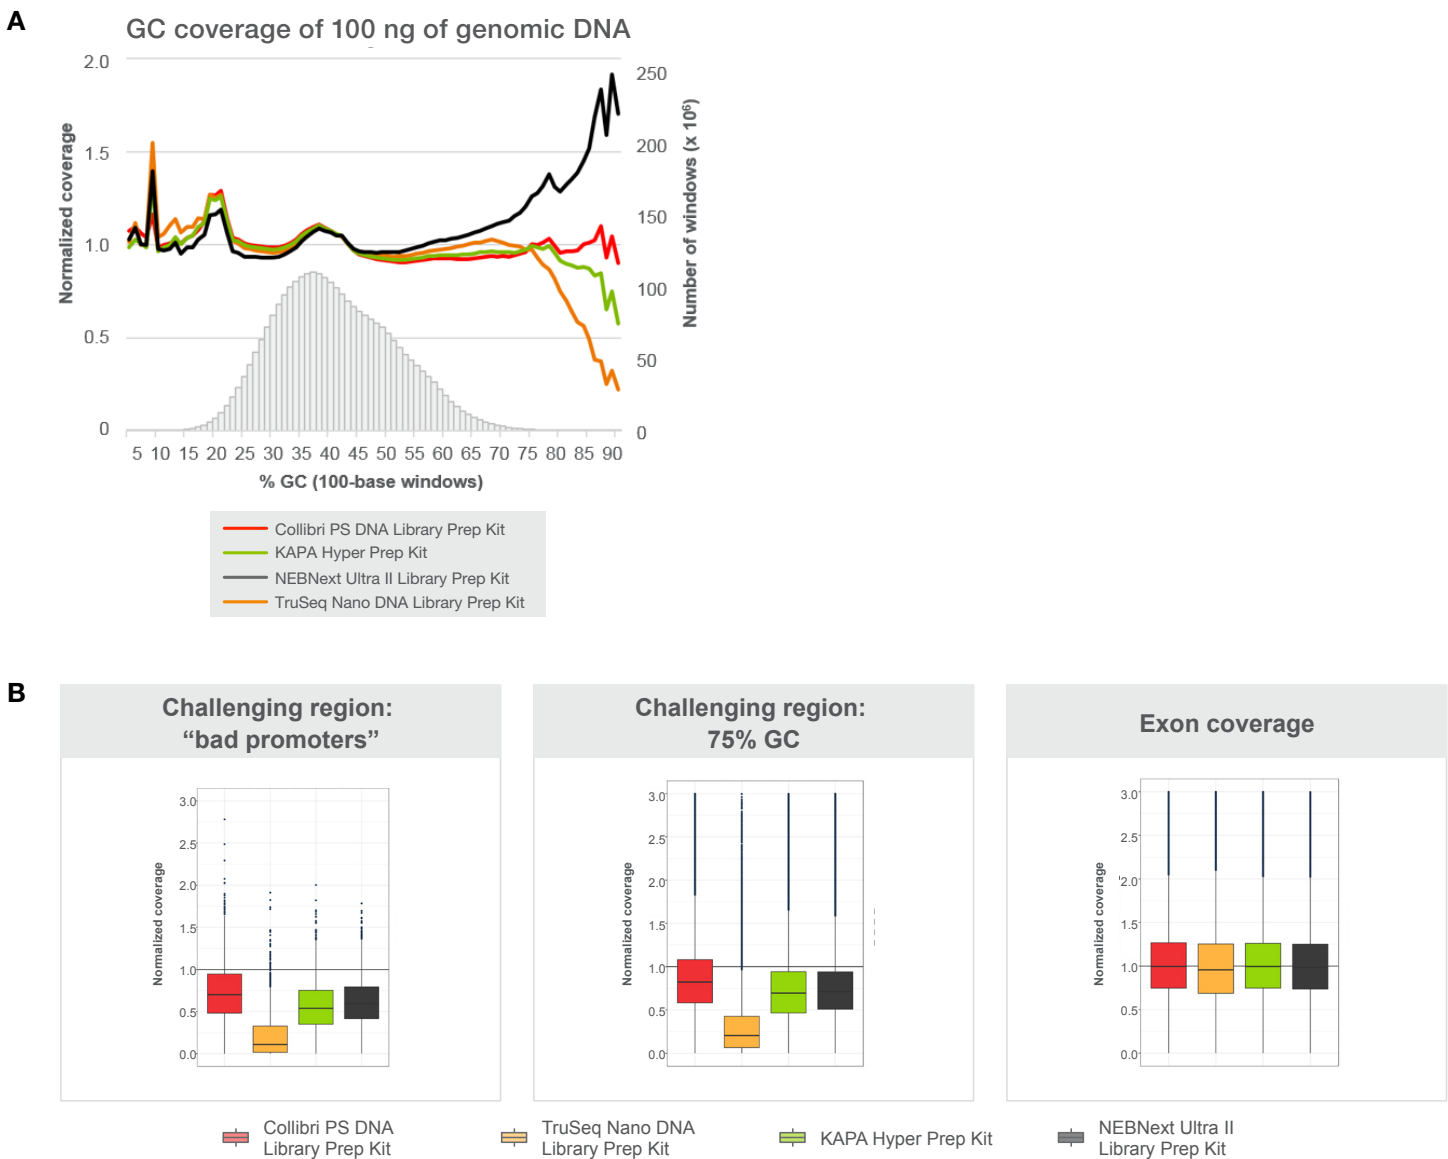 A
GC coverage of 100 ng of genomic DNA
2.0
1.5
1.0
0.5
0
Normalized coverage
250
200
150
100
50
0
Number of windows (x 10⁶)
5 10 15 20 25 30 35 40 45 50 55 60 65 70 75 80 85 90
% GC (100-base windows)
Collibri PS DNA Library Prep Kit
KAPA Hyper Prep Kit
NEBNext Ultra II Library Prep Kit
TruSeq Nano DNA Library Prep Kit
B
Challenging region:
“bad promoters”
Normalized coverage
3.0
2.5
2.0
1.5
1.0
0.5
0.0
Challenging region:
75% GC
Normalized coverage
3.0
2.5
2.0
1.5
1.0
0.5
0.0
Exon coverage
Normalized coverage
3.0
2.5
2.0
1.5
1.0
0.5
0.0
Collibri PS DNA
Library Prep Kit
TruSeq Nano DNA
Library Prep Kit
KAPA Hyper Prep Kit
NEBNext Ultra II
Library Prep Kit